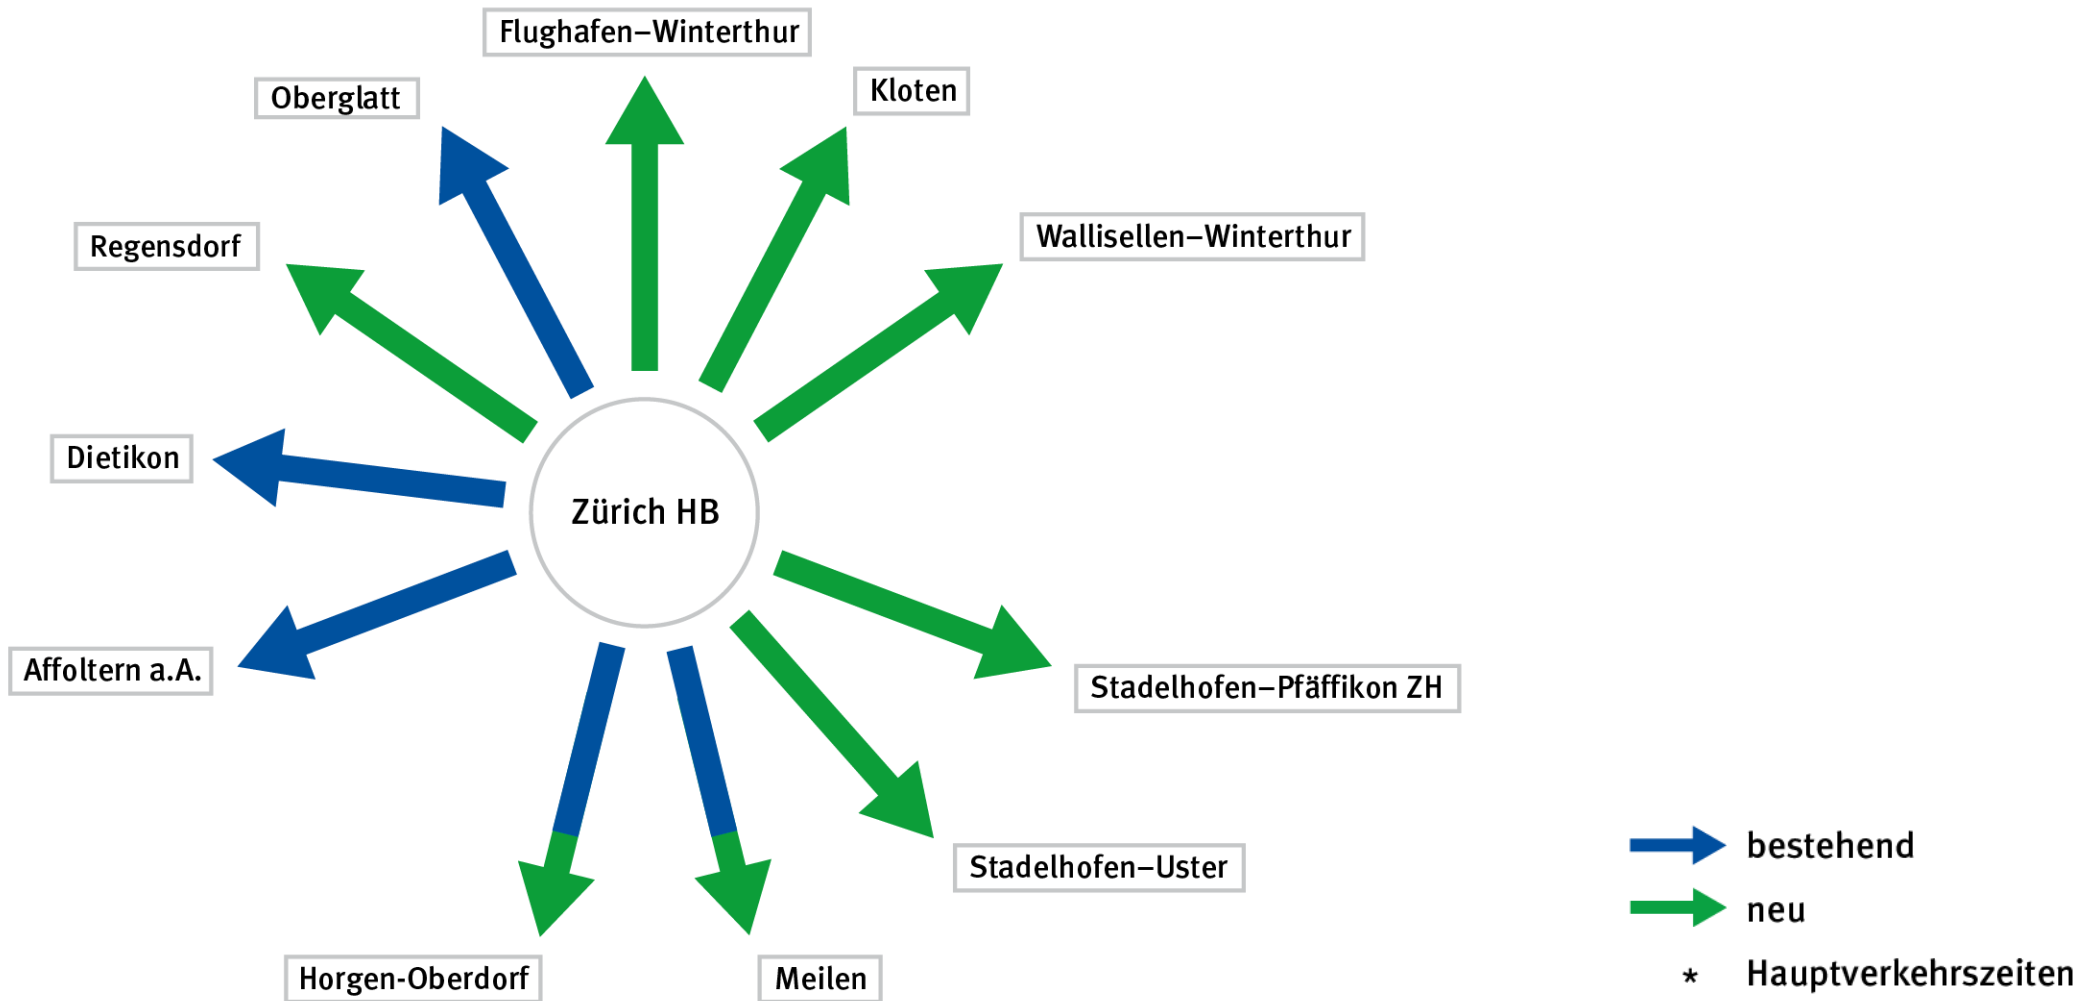 Flughafen–Winterthur
Oberglatt
Kloten
Regensdorf
Wallisellen–Winterthur
Dietikon
Zürich HB
Affoltern a.A.
Stadelhofen–Pfäffikon ZH
Stadelhofen–Uster
Horgen-Oberdorf
Meilen
bestehend
neu
* Hauptverkehrszeiten